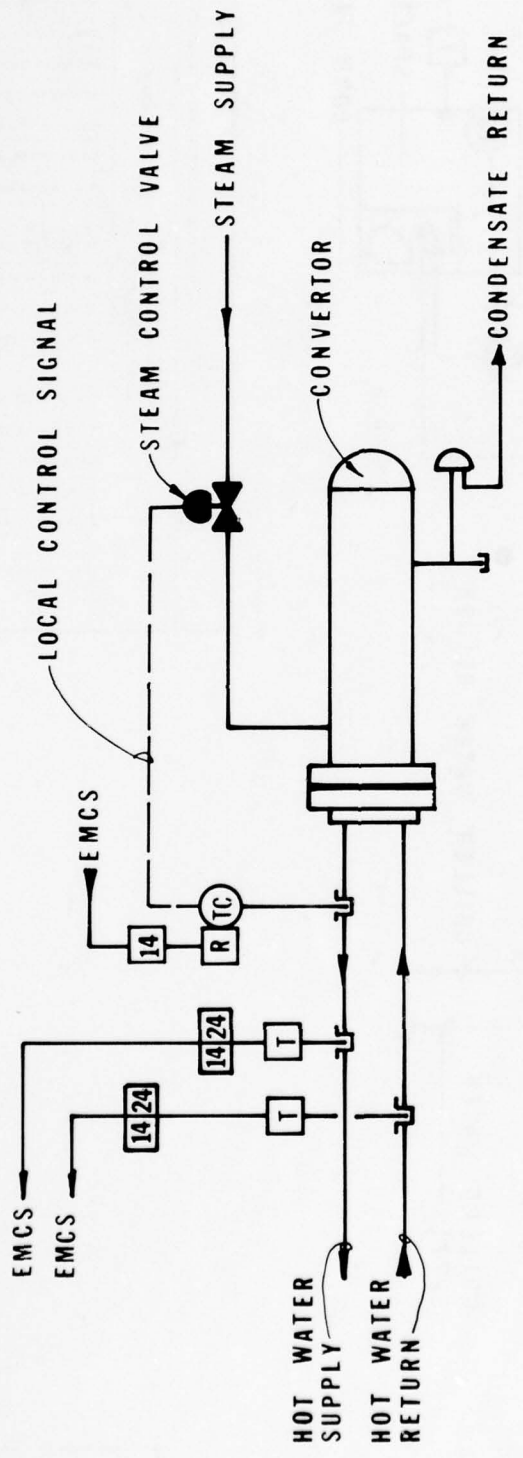 EMCS
EMCS
14 24
14 24
T
T
EMCS
14
R
TC
LOCAL CONTROL SIGNAL
STEAM CONTROL VALVE
STEAM SUPPLY
CONVERTOR
CONDENSATE RETURN
HOT WATER
SUPPLY
HOT WATER
RETURN